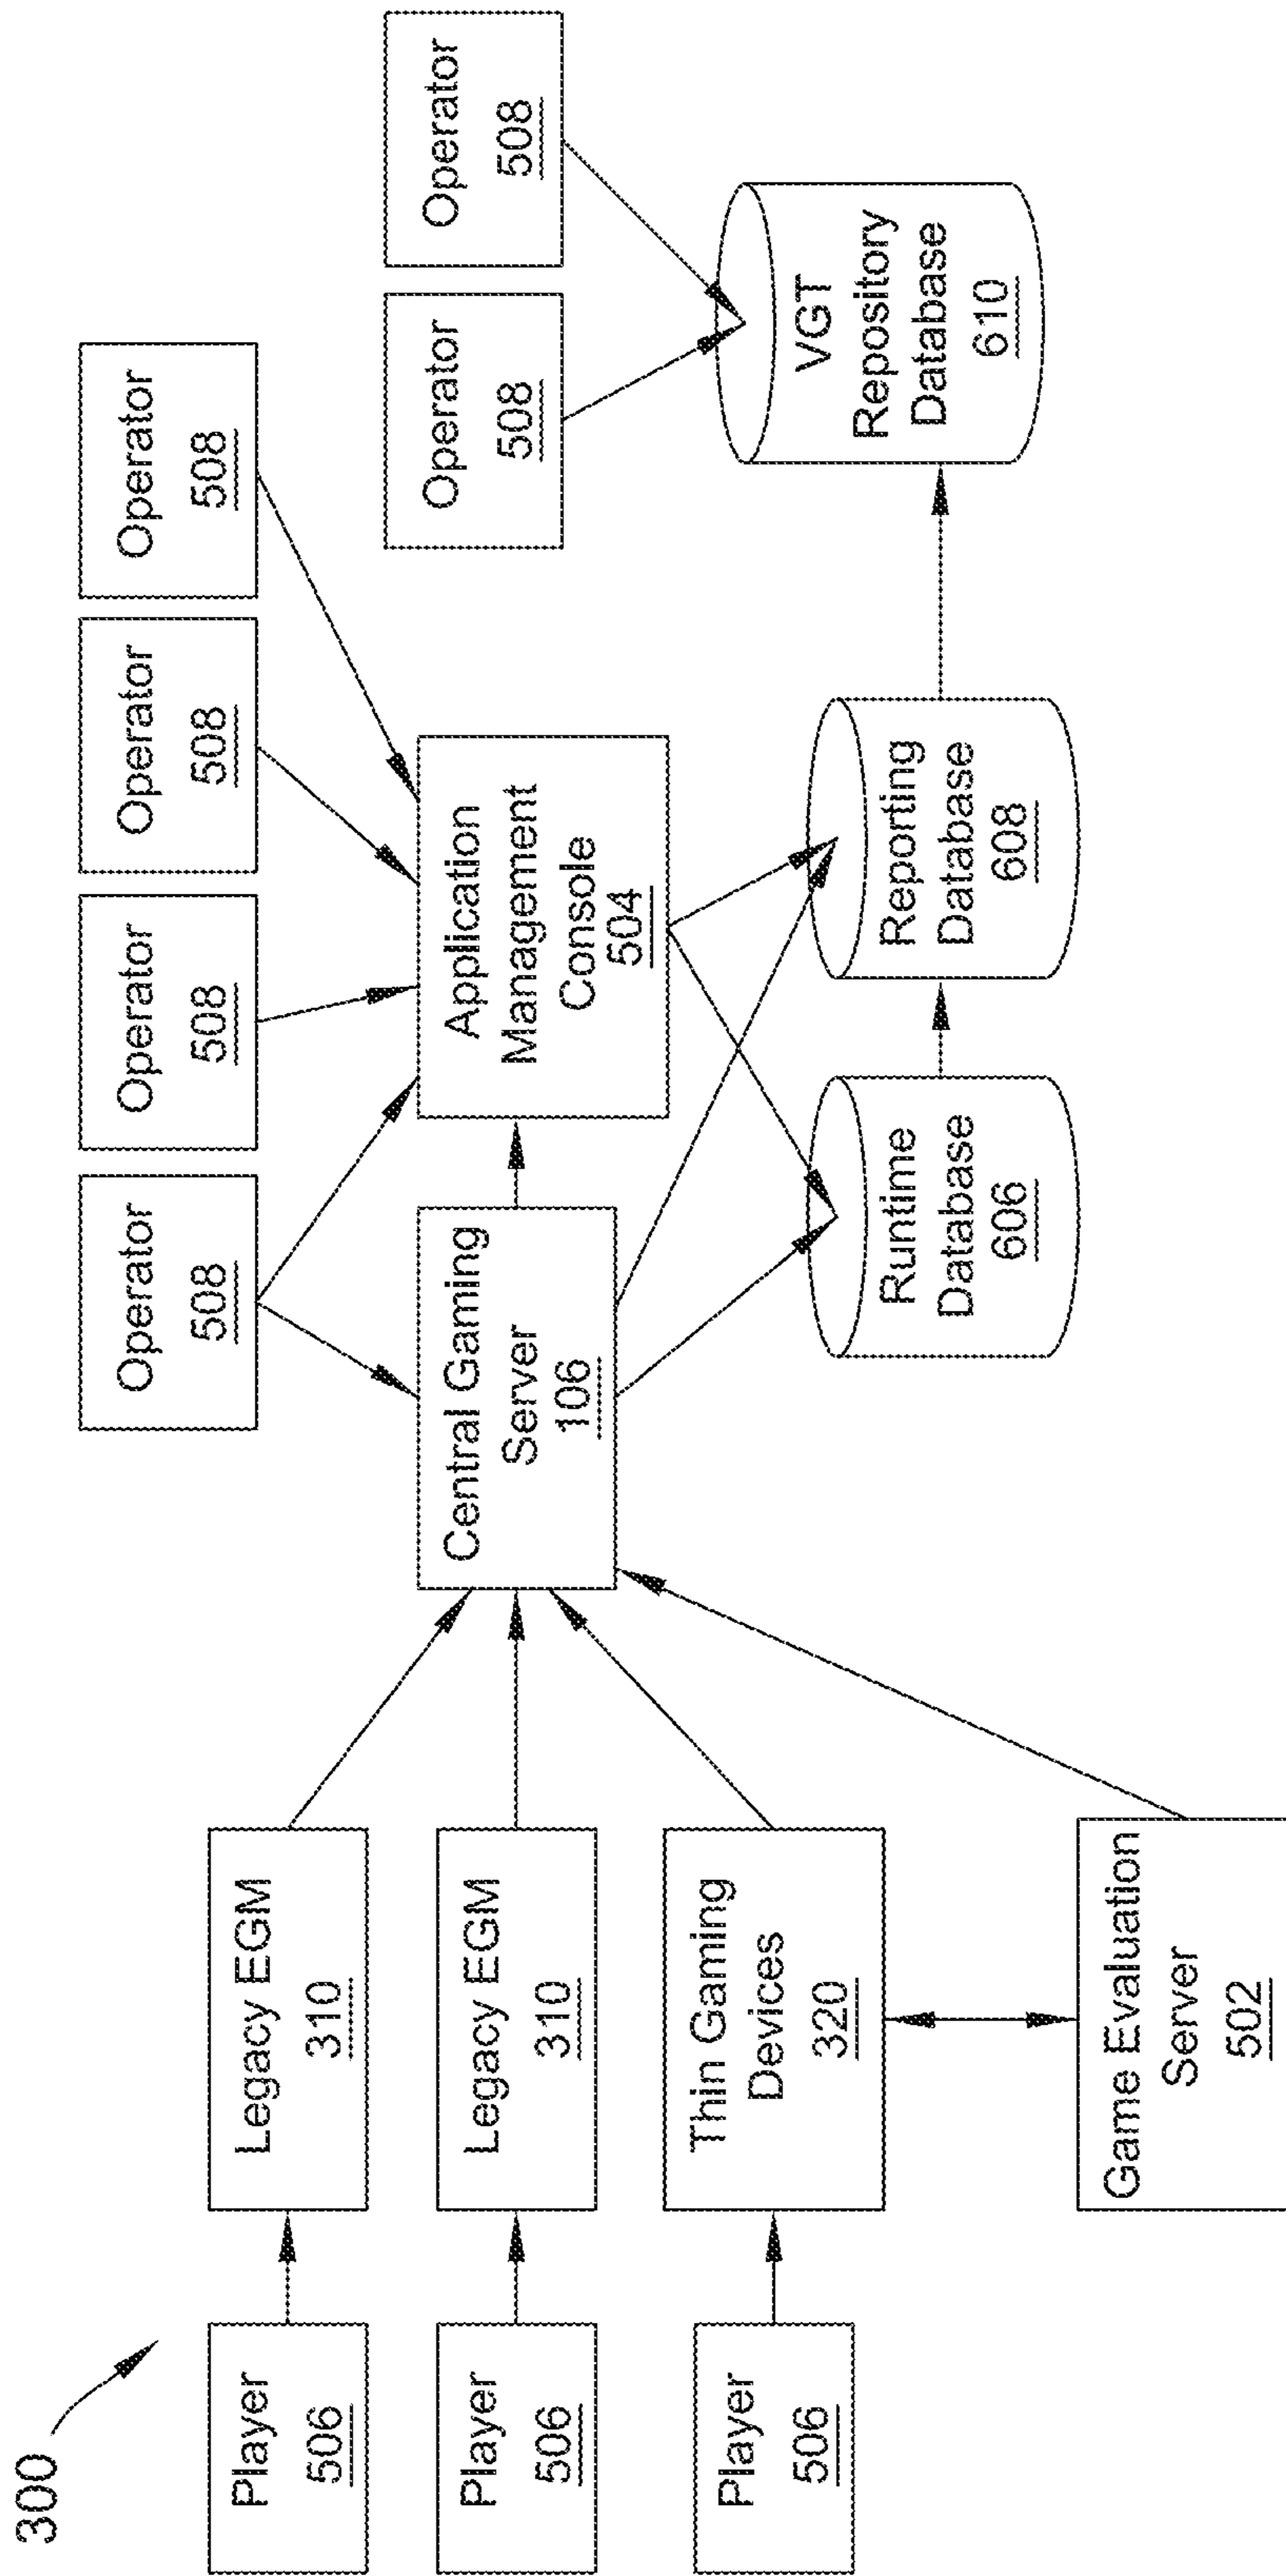 300
Player
506
Player
506
Player
506
Legacy EGM
310
Legacy EGM
310
Thin Gaming
Devices
320
Game Evaluation
Server
502
Operator
508
Operator
508
Operator
508
Operator
508
Central Gaming
Server
106
Application
Management
Console
504
Runtime
Database
606
Reporting
Database
608
Operator
508
Operator
508
VGT
Repository
Database
610